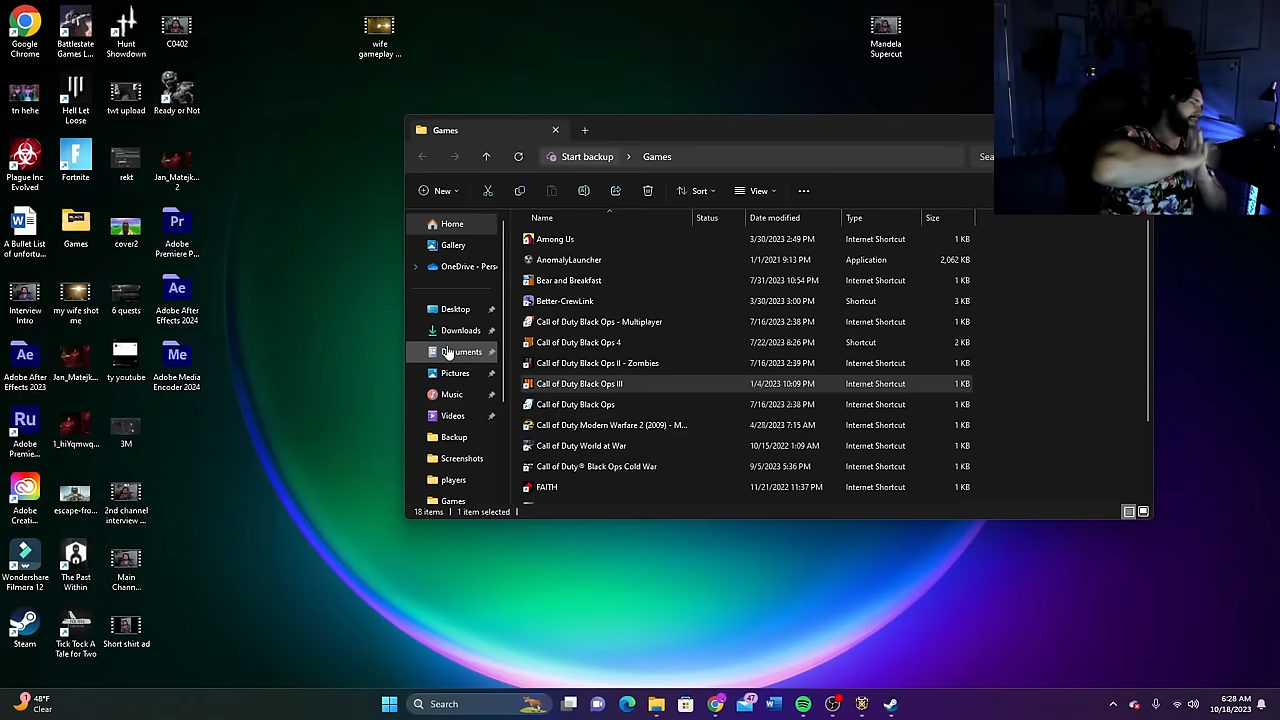 Google
Chrome
Battlestate
Games L...
Hunt
Showdown
C0402
wife
gameplay ...
Mandela
Supercut
tn hehe
Hell Let
Loose
twt upload
Ready or Not
Plague Inc
Evolved
Fortnite
rekt
Jan_Matejk...
2
A Bullet List
of unfortu...
Games
cover2
Adobe
Premiere P...
Interview
Intro
my wife shot
me
6 quests
Adobe After
Effects 2024
Adobe After
Effects 2023
Jan_Matejk...
ty youtube
Adobe Media
Encoder 2024
Adobe
Premie...
1_hiYqmwq...
3M
Adobe
Creati...
escape-fro...
2nd channel
interview ...
Wondershare
Filmora 12
The Past
Within
Main
Chann...
Steam
Tick Tock A
Tale for Two
Short shirt ad
Games
Start backup
Games
Sea
New
Sort
View
Home
Gallery
OneDrive - Pers
Desktop
Downloads
Documents
Pictures
Music
Videos
Backup
Screenshots
players
Games
Name Status Date modified Type Size
Among Us 3/30/2023 2:49 PM Internet Shortcut 1 KB
AnomalyLauncher 1/1/2021 9:13 PM Application 2,062 KB
Bear and Breakfast 7/31/2023 10:54 PM Internet Shortcut 1 KB
Better-CrewLink 3/30/2023 3:00 PM Shortcut 3 KB
Call of Duty Black Ops - Multiplayer 7/16/2023 2:38 PM Internet Shortcut 1 KB
Call of Duty Black Ops 4 7/22/2023 8:26 PM Shortcut 2 KB
Call of Duty Black Ops II - Zombies 7/16/2023 2:39 PM Internet Shortcut 1 KB
Call of Duty Black Ops III 1/4/2023 10:09 PM Internet Shortcut 1 KB
Call of Duty Black Ops 7/16/2023 2:38 PM Internet Shortcut 1 KB
Call of Duty Modern Warfare 2 (2009) - M... 4/28/2023 7:15 AM Internet Shortcut 1 KB
Call of Duty World at War 10/15/2022 1:09 AM Internet Shortcut 1 KB
Call of Duty® Black Ops Cold War 9/5/2023 5:36 PM Internet Shortcut 1 KB
FAITH 11/21/2022 11:37 PM Internet Shortcut 1 KB
18 items 1 item selected
48°F
Clear
Search
47
6:28 AM
10/18/2023